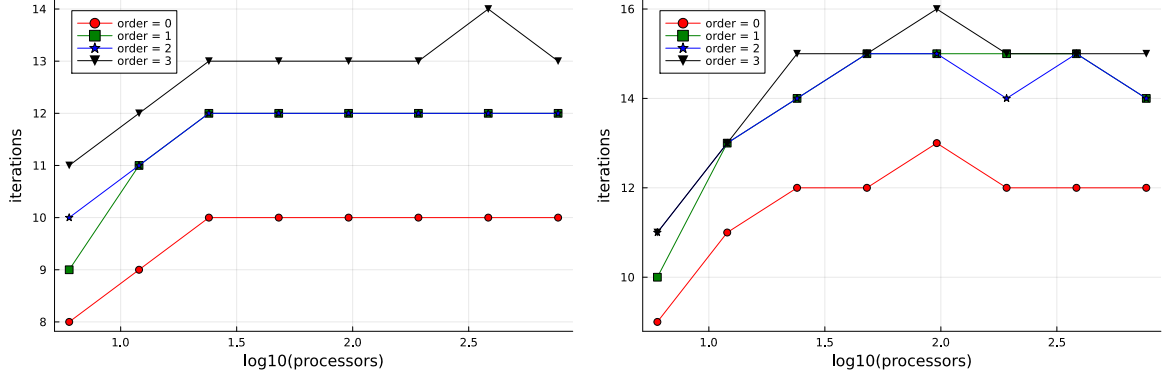 14
13
12
11
10
9
8
iterations
order = 0
order = 1
order = 2
order = 3
1.0
1.5
2.0
2.5
log10(processors)
16
14
12
10
iterations
order = 0
order = 1
order = 2
order = 3
1.0
1.5
2.0
2.5
log10(processors)